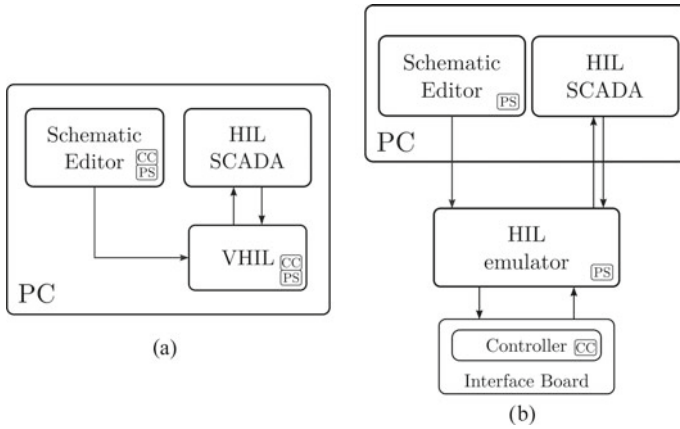 Schematic
Editor
CC
PS
HIL
SCADA
VHIL
CC
PS
PC
(a)
Schematic
Editor
PS
HIL
SCADA
PC
HIL
emulator
PS
Controller
CC
Interface Board
(b)